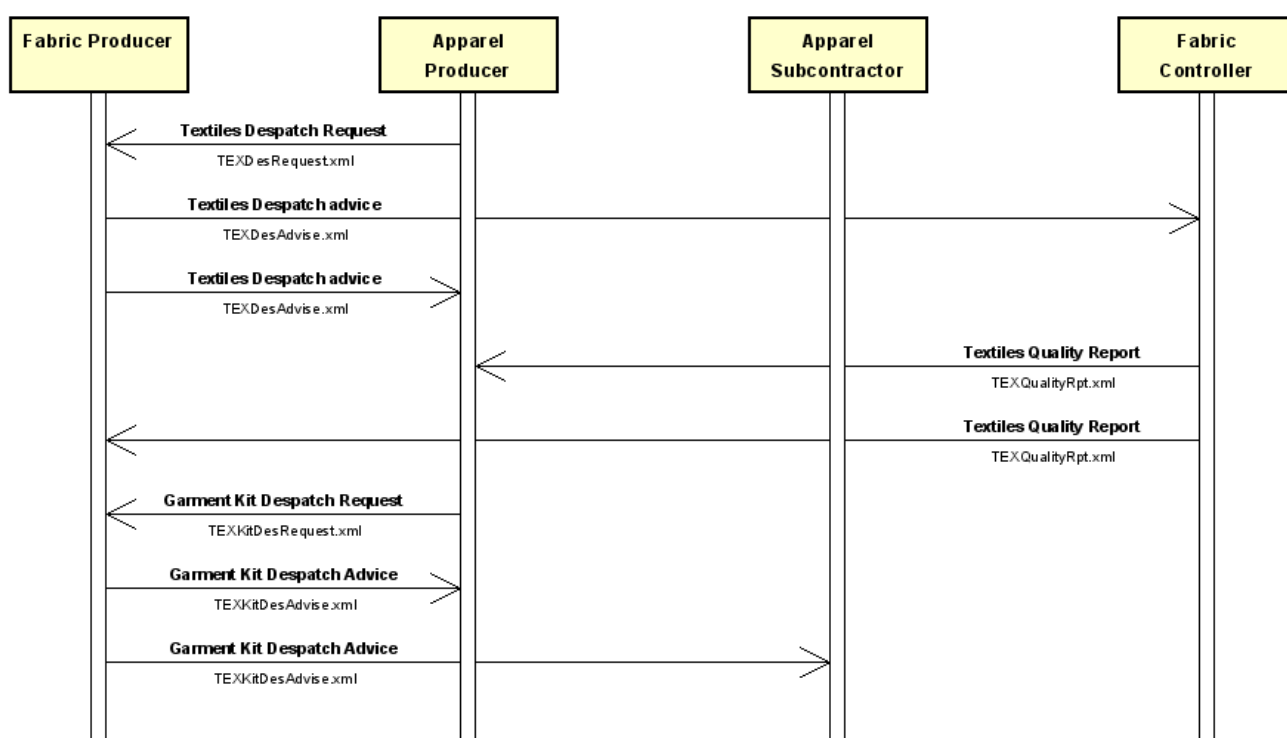 Fabric Producer
Apparel
Producer
Apparel
Subcontractor
Fabric
Controller
Textiles Despatch Request
TEXDesRequest.xml
Textiles Despatch advice
TEXDesAdvise.xml
Textiles Despatch advice
TEXDesAdvise.xml
Textiles Quality Report
TEXQualityRpt.xml
Textiles Quality Report
TEXQualityRpt.xml
Garment Kit Despatch Request
TEXKitDesRequest.xml
Garment Kit Despatch Advice
TEXKitDesAdvise.xml
Garment Kit Despatch Advice
TEXKitDesAdvise.xml